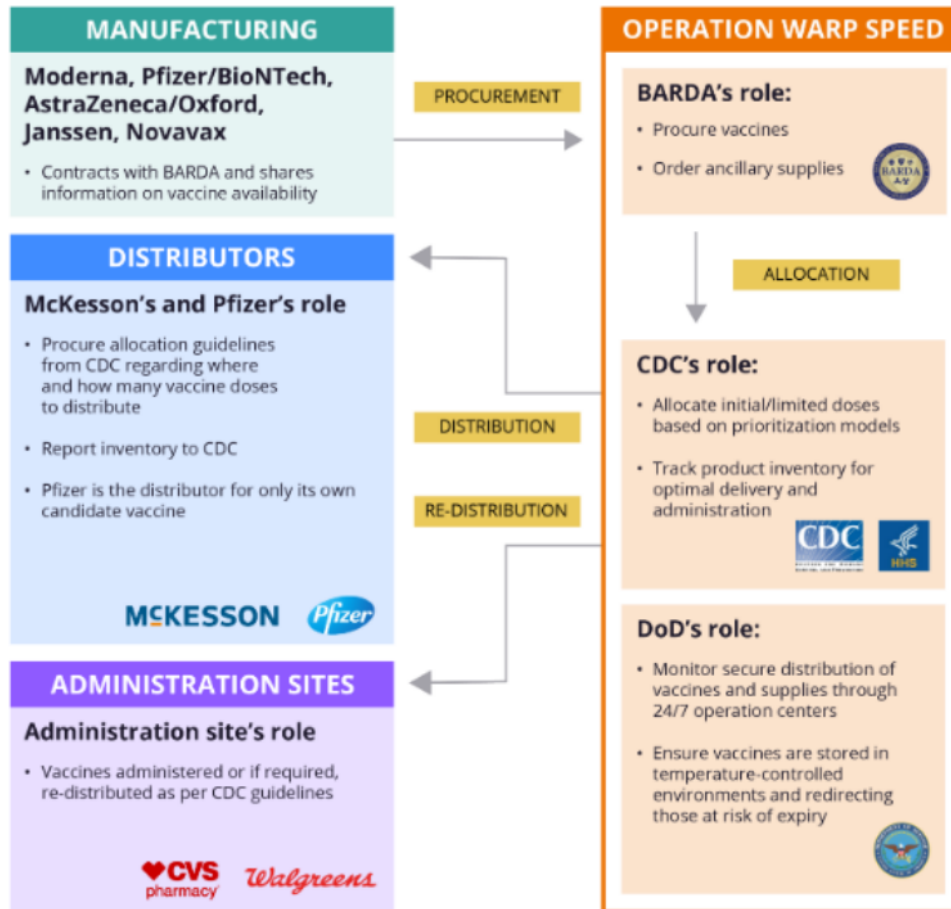 MANUFACTURING
Moderna, Pfizer/BioNTech,
AstraZeneca/Oxford,
Janssen, Novavax
• Contracts with BARDA and shares
information on vaccine availability
PROCUREMENT
OPERATION WARP SPEED
BARDA's role:
• Procure vaccines
• Order ancillary supplies
BARDA
ALLOCATION
DISTRIBUTORS
McKesson's and Pfizer's role
• Procure allocation guidelines
from CDC regarding where
and how many vaccine doses
to distribute
• Report inventory to CDC
• Pfizer is the distributor for only its own
candidate vaccine
MCKESSON
Pfizer
DISTRIBUTION
RE-DISTRIBUTION
CDC's role:
• Allocate initial/limited doses
based on prioritization models
• Track product inventory for
optimal delivery and
administration
CDC
HHS
ADMINISTRATION SITES
Administration site's role
• Vaccines administered or if required,
re-distributed as per CDC guidelines
CVS
pharmacy
Walgreens
DoD's role:
• Monitor secure distribution of
vaccines and supplies through
24/7 operation centers
• Ensure vaccines are stored in
temperature-controlled
environments and redirecting
those at risk of expiry